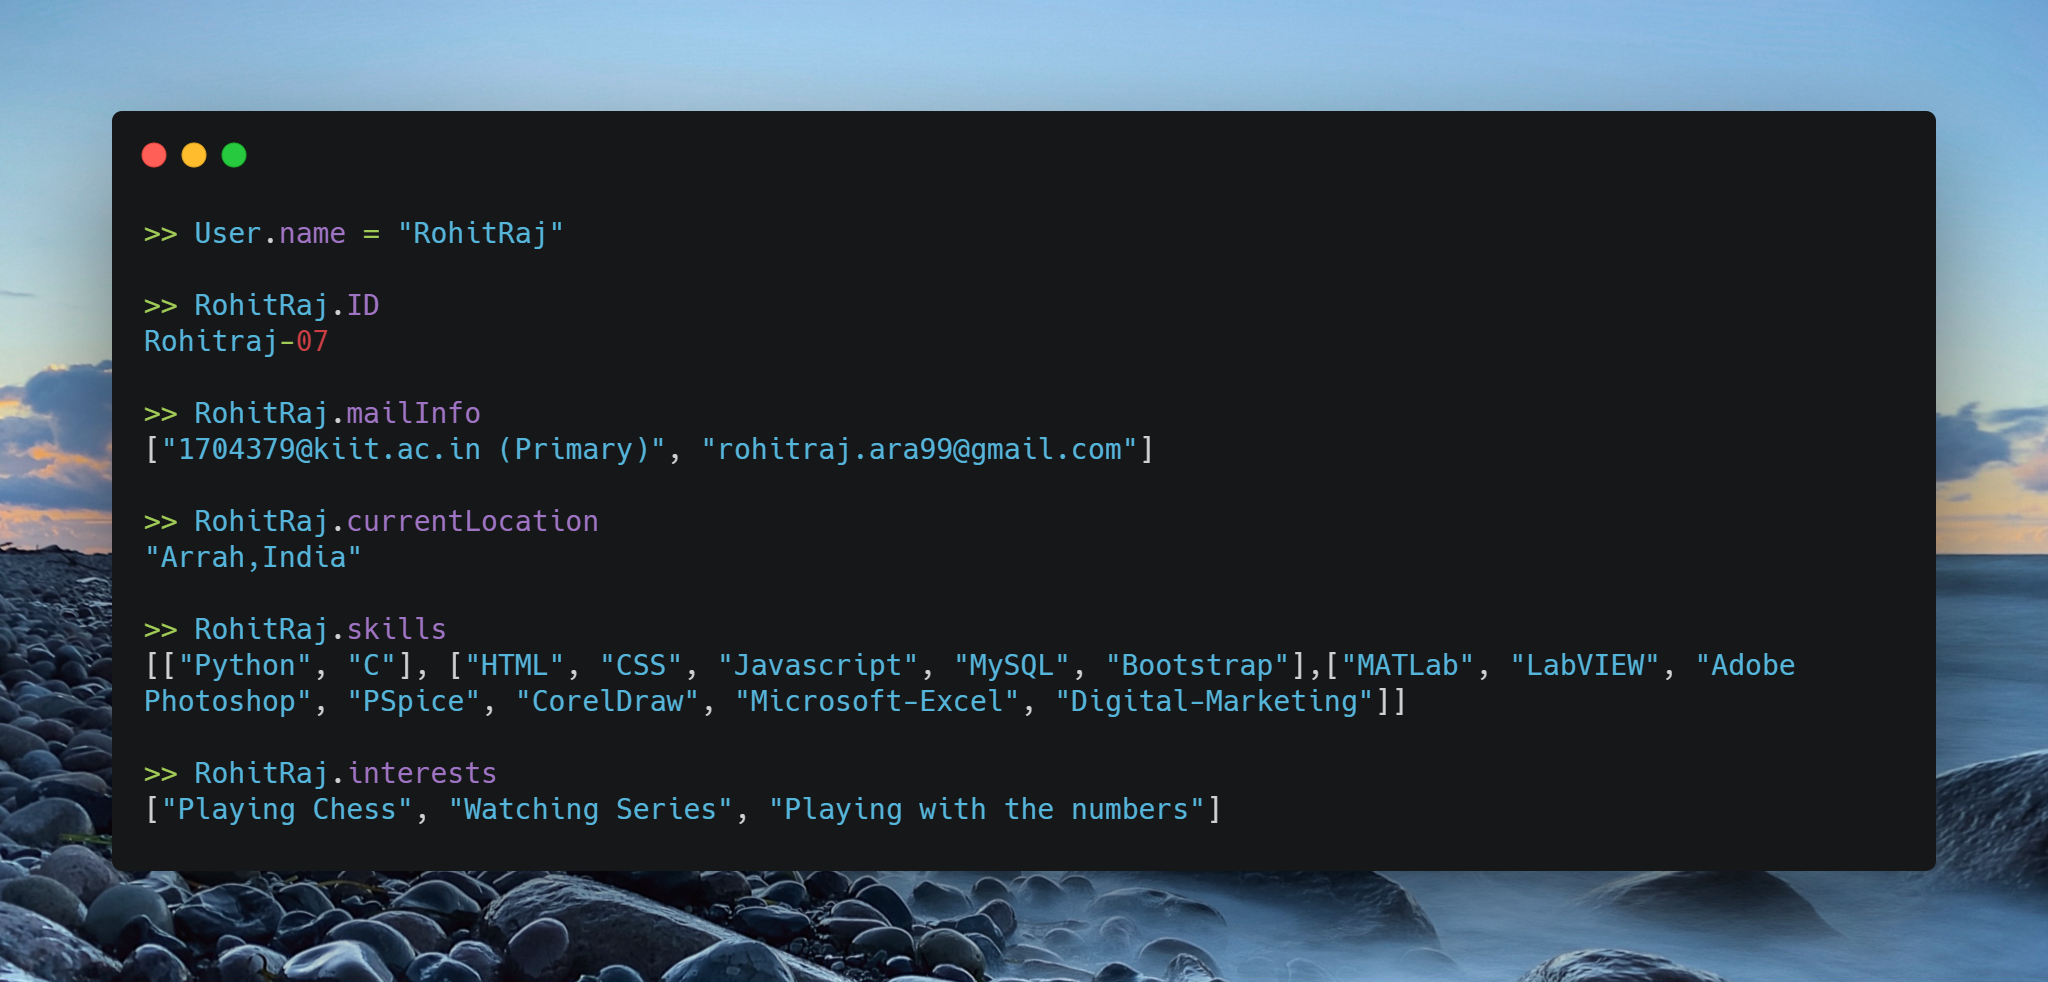 >> User.name = "RohitRaj"
>> RohitRaj.ID
Rohitraj-07
>> RohitRaj.mailInfo
["1704379@kiit.ac.in (Primary)", "rohitraj.ara99@gmail.com"]
>> RohitRaj.currentLocation
"Arrah,India"
>> RohitRaj.skills
[["Python", "C"], ["HTML", "CSS", "Javascript", "MySQL", "Bootstrap"],["MATLab", "LabVIEW", "Adobe
Photoshop", "PSpice", "CorelDraw", "Microsoft-Excel", "Digital-Marketing"]]
>> RohitRaj.interests
["Playing Chess", "Watching Series", "Playing with the numbers"]